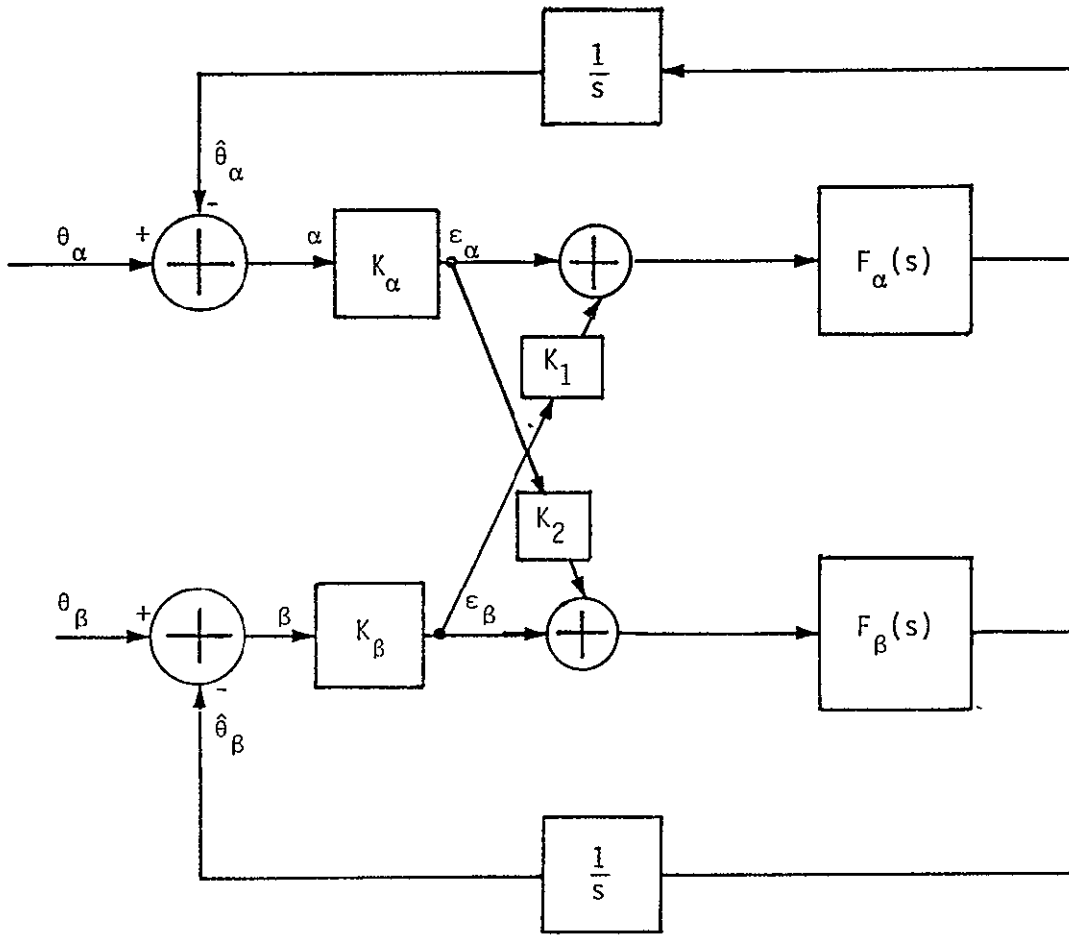 1
s
θ̂α
-
θα
+
α
Kα
εα
Fα(s)
K1
K2
θβ
+
β
Kβ
εβ
Fβ(s)
-
θ̂β
1
s